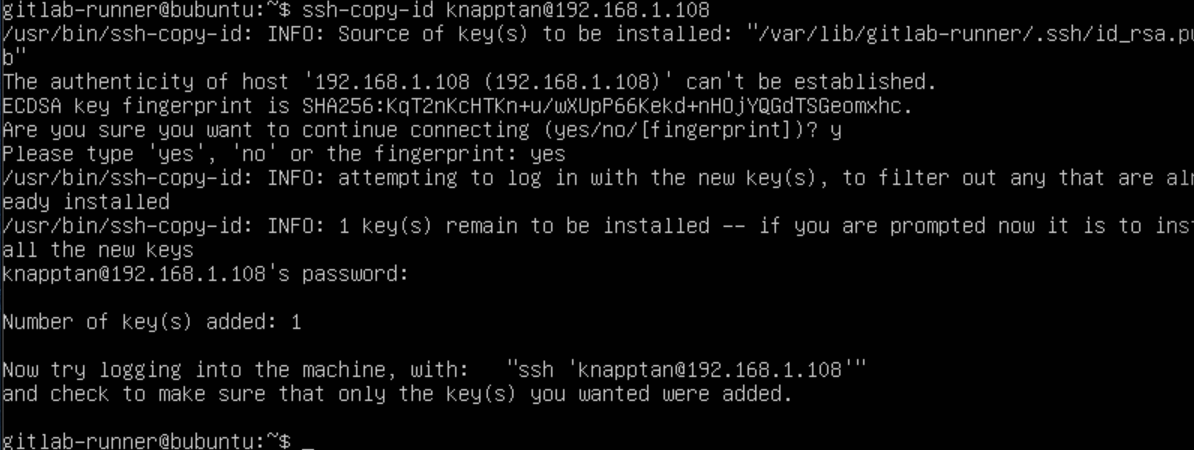 gitlab-runner@bubuntu:~$ ssh-copy-id knapptan@192.168.1.108
/usr/bin/ssh-copy-id: INFO: Source of key(s) to be installed: "/var/lib/gitlab-runner/.ssh/id_rsa.pu
b"
The authenticity of host '192.168.1.108 (192.168.1.108)' can't be established.
ECDSA key fingerprint is SHA256:KqT2nKcHTKn+u/wXUpP66Kekd+nHOjYQGdTSGeomxhc.
Are you sure you want to continue connecting (yes/no/[fingerprint])? y
Please type 'yes', 'no' or the fingerprint: yes
/usr/bin/ssh-copy-id: INFO: attempting to log in with the new key(s), to filter out any that are alr
eady installed
/usr/bin/ssh-copy-id: INFO: 1 key(s) remain to be installed -- if you are prompted now it is to inst
all the new keys
knapptan@192.168.1.108's password:
Number of key(s) added: 1
Now try logging into the machine, with:   "ssh 'knapptan@192.168.1.108'"
and check to make sure that only the key(s) you wanted were added.
gitlab-runner@bubuntu:~$ _